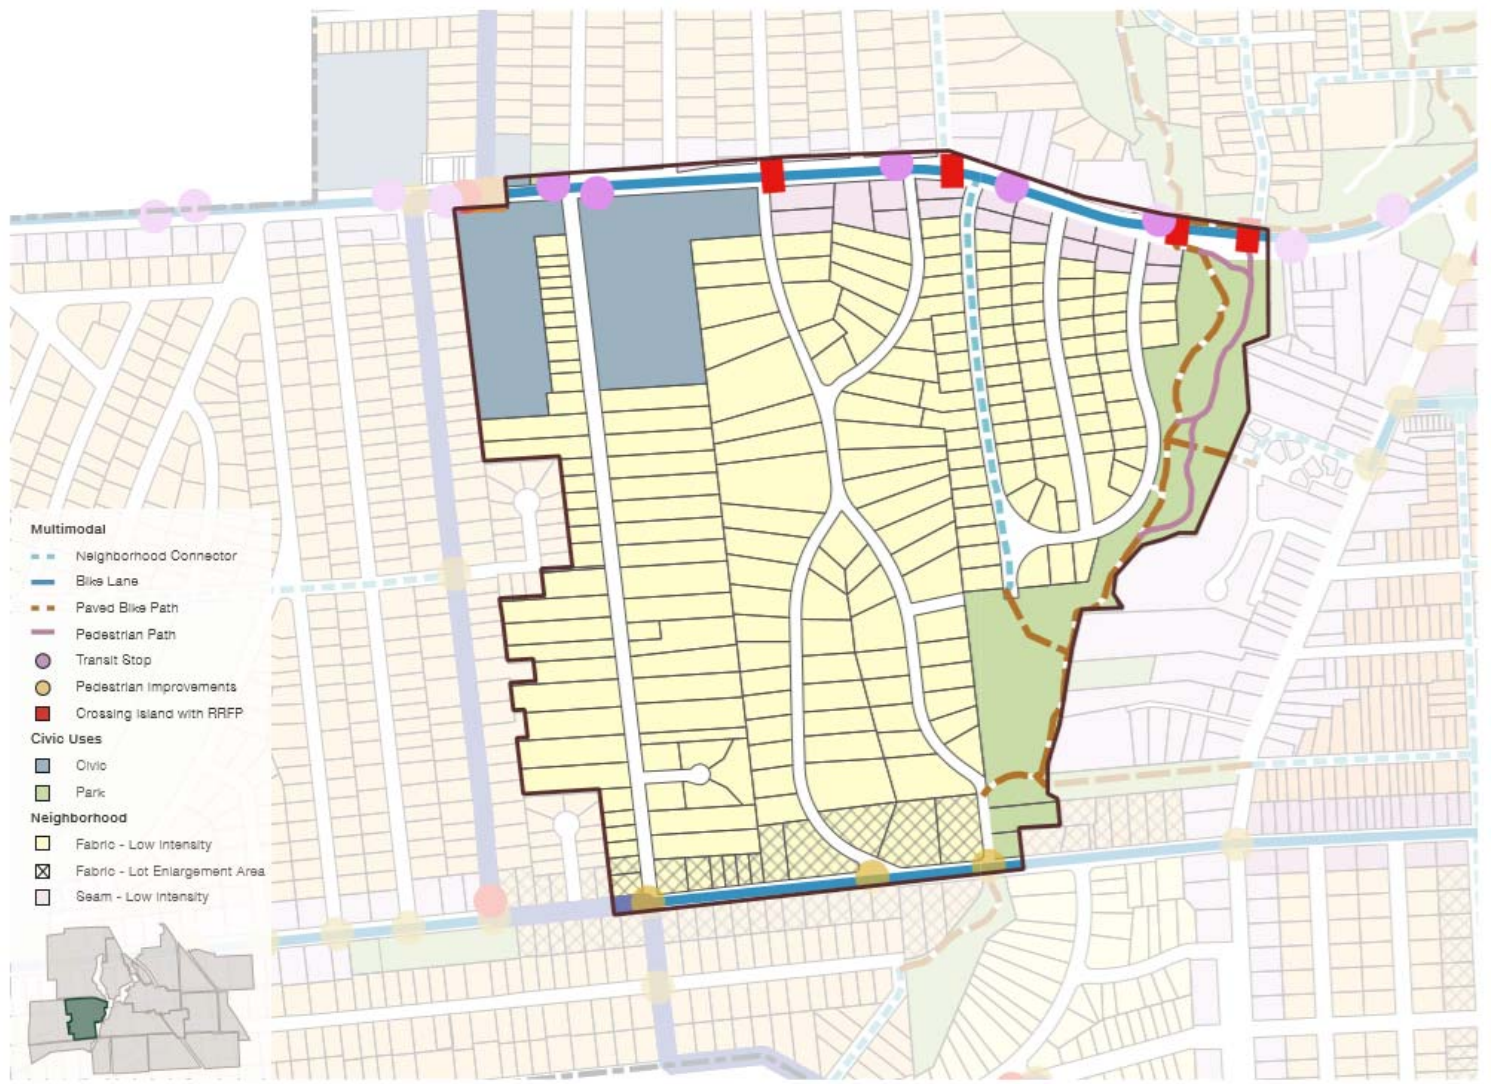 Multimodal
Neighborhood Connector
Bike Lane
Paved Bike Path
Pedestrian Path
Transit Stop
Pedestrian Improvements
Crossing Island with RRFP
Civic Uses
Civic
Park
Neighborhood
Fabric - Low Intensity
Fabric - Lot Enlargement Area
Seam - Low Intensity